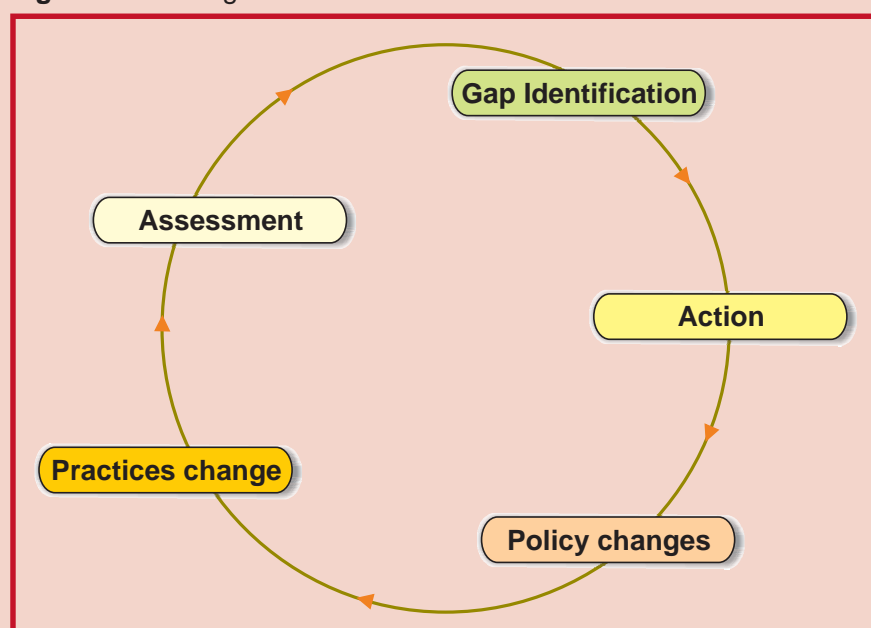 Gap Identification
Assessment
Action
Practices change
Policy changes